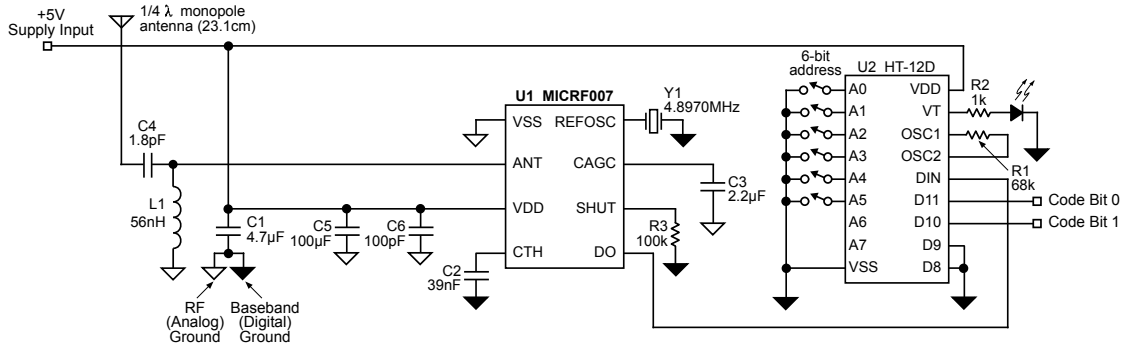 +5V
Supply Input
1/4 λ monopole
antenna (23.1cm)
C4
1.8pF
L1
56nH
C1
4.7µF
RF
(Analog)
Ground
Baseband
(Digital)
Ground
C5
100µF
C6
100pF
C2
39nF
U1 MICRF007
VSS
ANT
VDD
CTH
REFOSC
CAGC
SHUT
DO
Y1
4.8970MHz
C3
2.2µF
R3
100k
6-bit
address
U2 HT-12D
A0
A1
A2
A3
A4
A5
A6
A7
VSS
VDD
VT
OSC1
OSC2
DIN
D11
D10
D9
D8
R2
1k
R1
68k
Code Bit 0
Code Bit 1